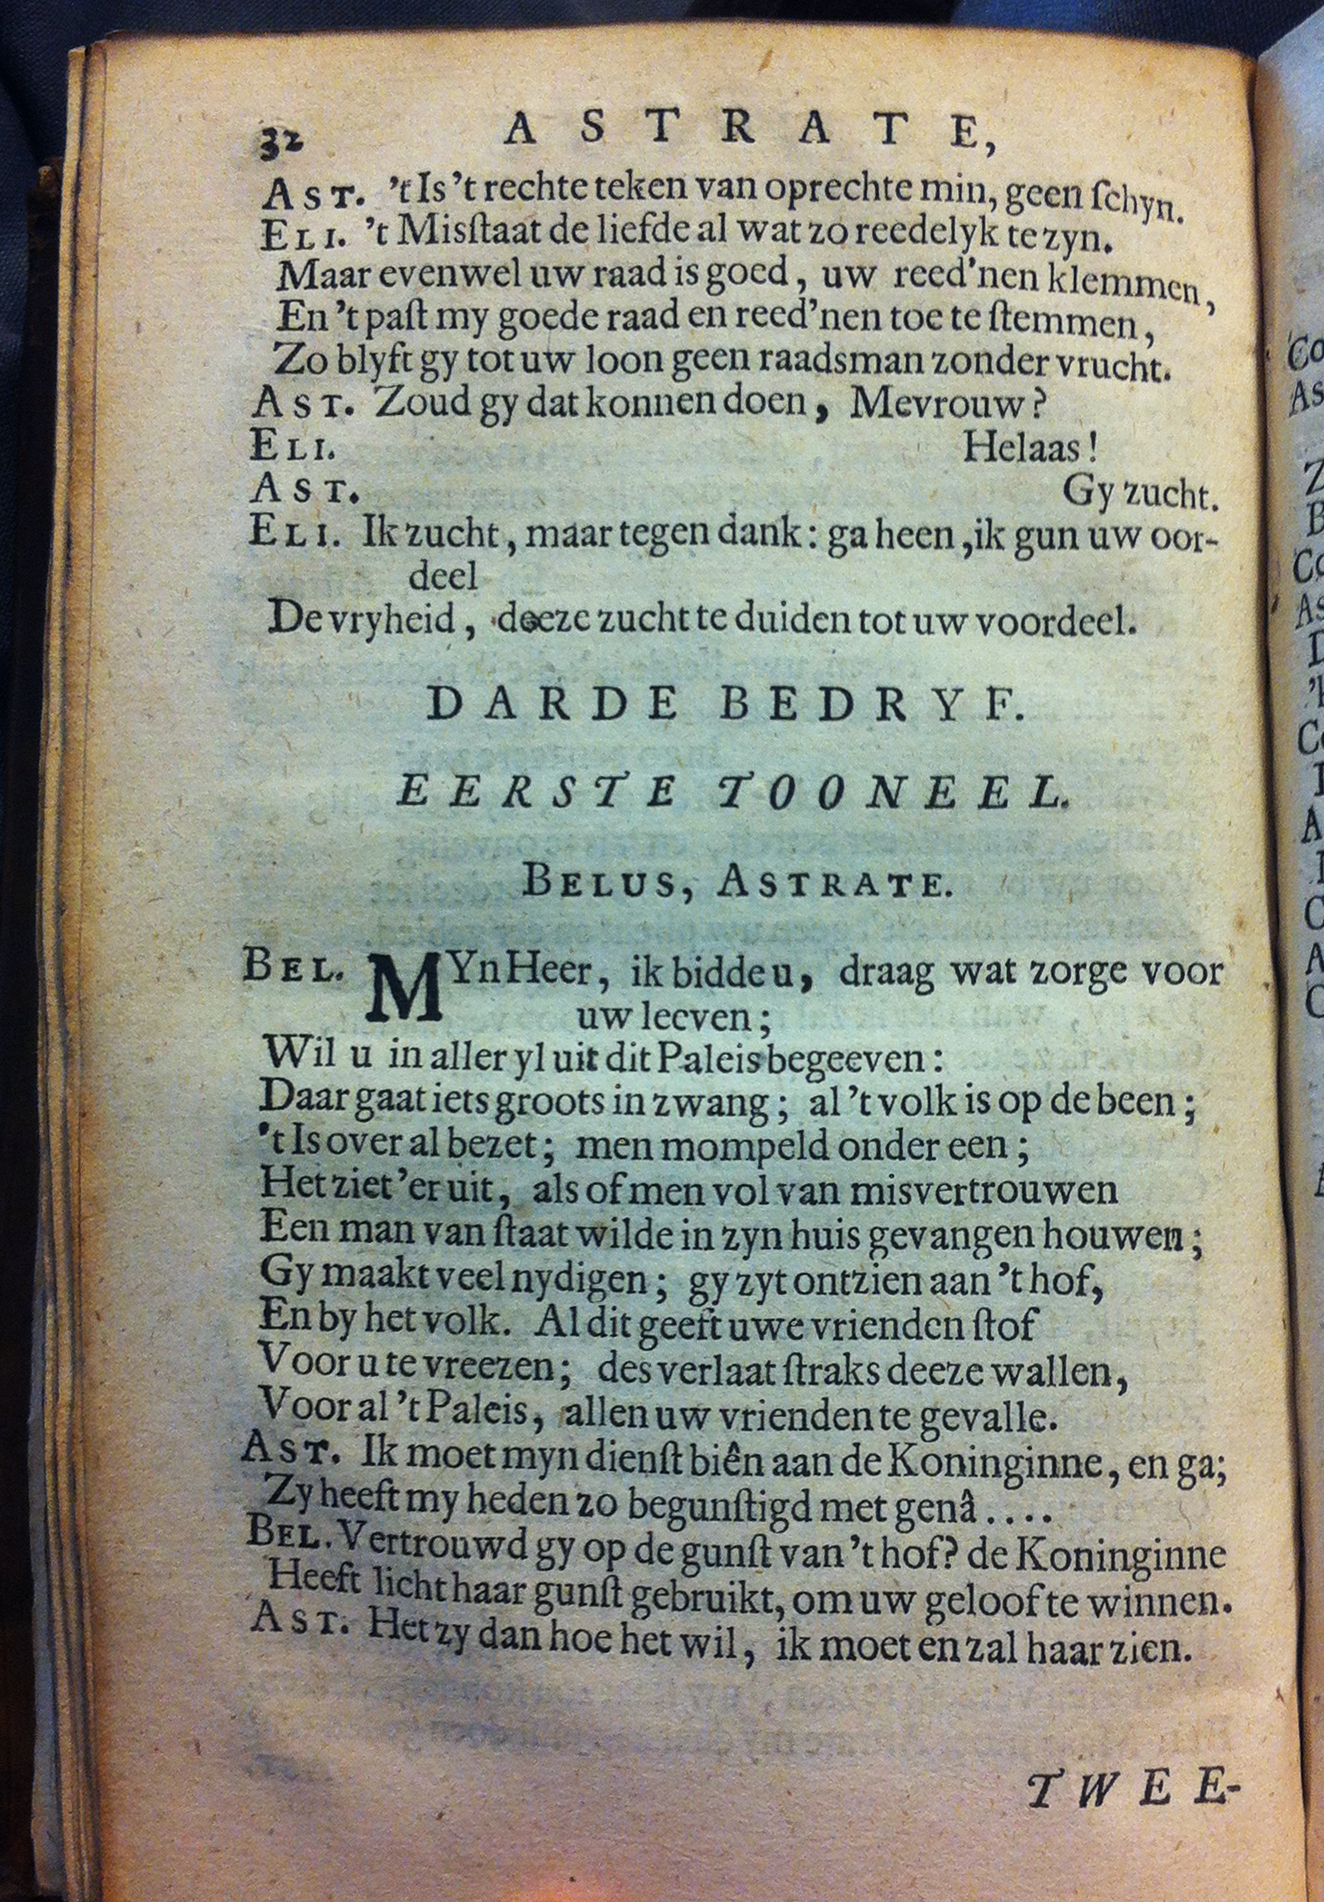 32 ASTRATE,
AST. 't Is 't rechte teken van oprechte min, geen ſchyn.
ELI. 't Misſtaat de liefde al wat zo reedelyk te zyn.
Maar evenwel uw raad is goed, uw reed'nen klemmen,
En 't paſt my goede raad en reed'nen toe te ſtemmen,
Zo blyft gy tot uw loon geen raadsman zonder vrucht.
AST. Zoud gy dat konnen doen, Mevrouw?
ELI. Helaas!
AST. Gy zucht.
ELI. Ik zucht, maar tegen dank: ga heen, ik gun uw oor-
deel
De vryheid, deeze zucht te duiden tot uw voordeel.
DARDE BEDRYF.
EERSTE TOONEEL.
BELUS, ASTRATE.
BEL. MYn Heer, ik bidde u, draag wat zorge voor
uw leeven;
Wil u in aller yl uit dit Paleis begeeven:
Daar gaat iets groots in zwang; al 't volk is op de been;
't Is over al bezet; men mompeld onder een;
Het ziet 'er uit, als of men vol van misvertrouwen
Een man van ſtaat wilde in zyn huis gevangen houwen;
Gy maakt veel nydigen; gy zyt ontzien aan 't hof,
En by het volk. Al dit geeft uwe vrienden ſtof
Voor u te vreezen; des verlaat ſtraks deeze wallen,
Voor al 't Paleis, allen uw vrienden te gevalle.
AST. Ik moet myn dienſt biên aan de Koninginne, en ga;
Zy heeft my heden zo begunſtigd met genâ....
BEL. Vertrouwd gy op de gunſt van 't hof? de Koninginne
Heeft licht haar gunſt gebruikt, om uw geloof te winnen.
AST. Het zy dan hoe het wil, ik moet en zal haar zien.
TWEE-